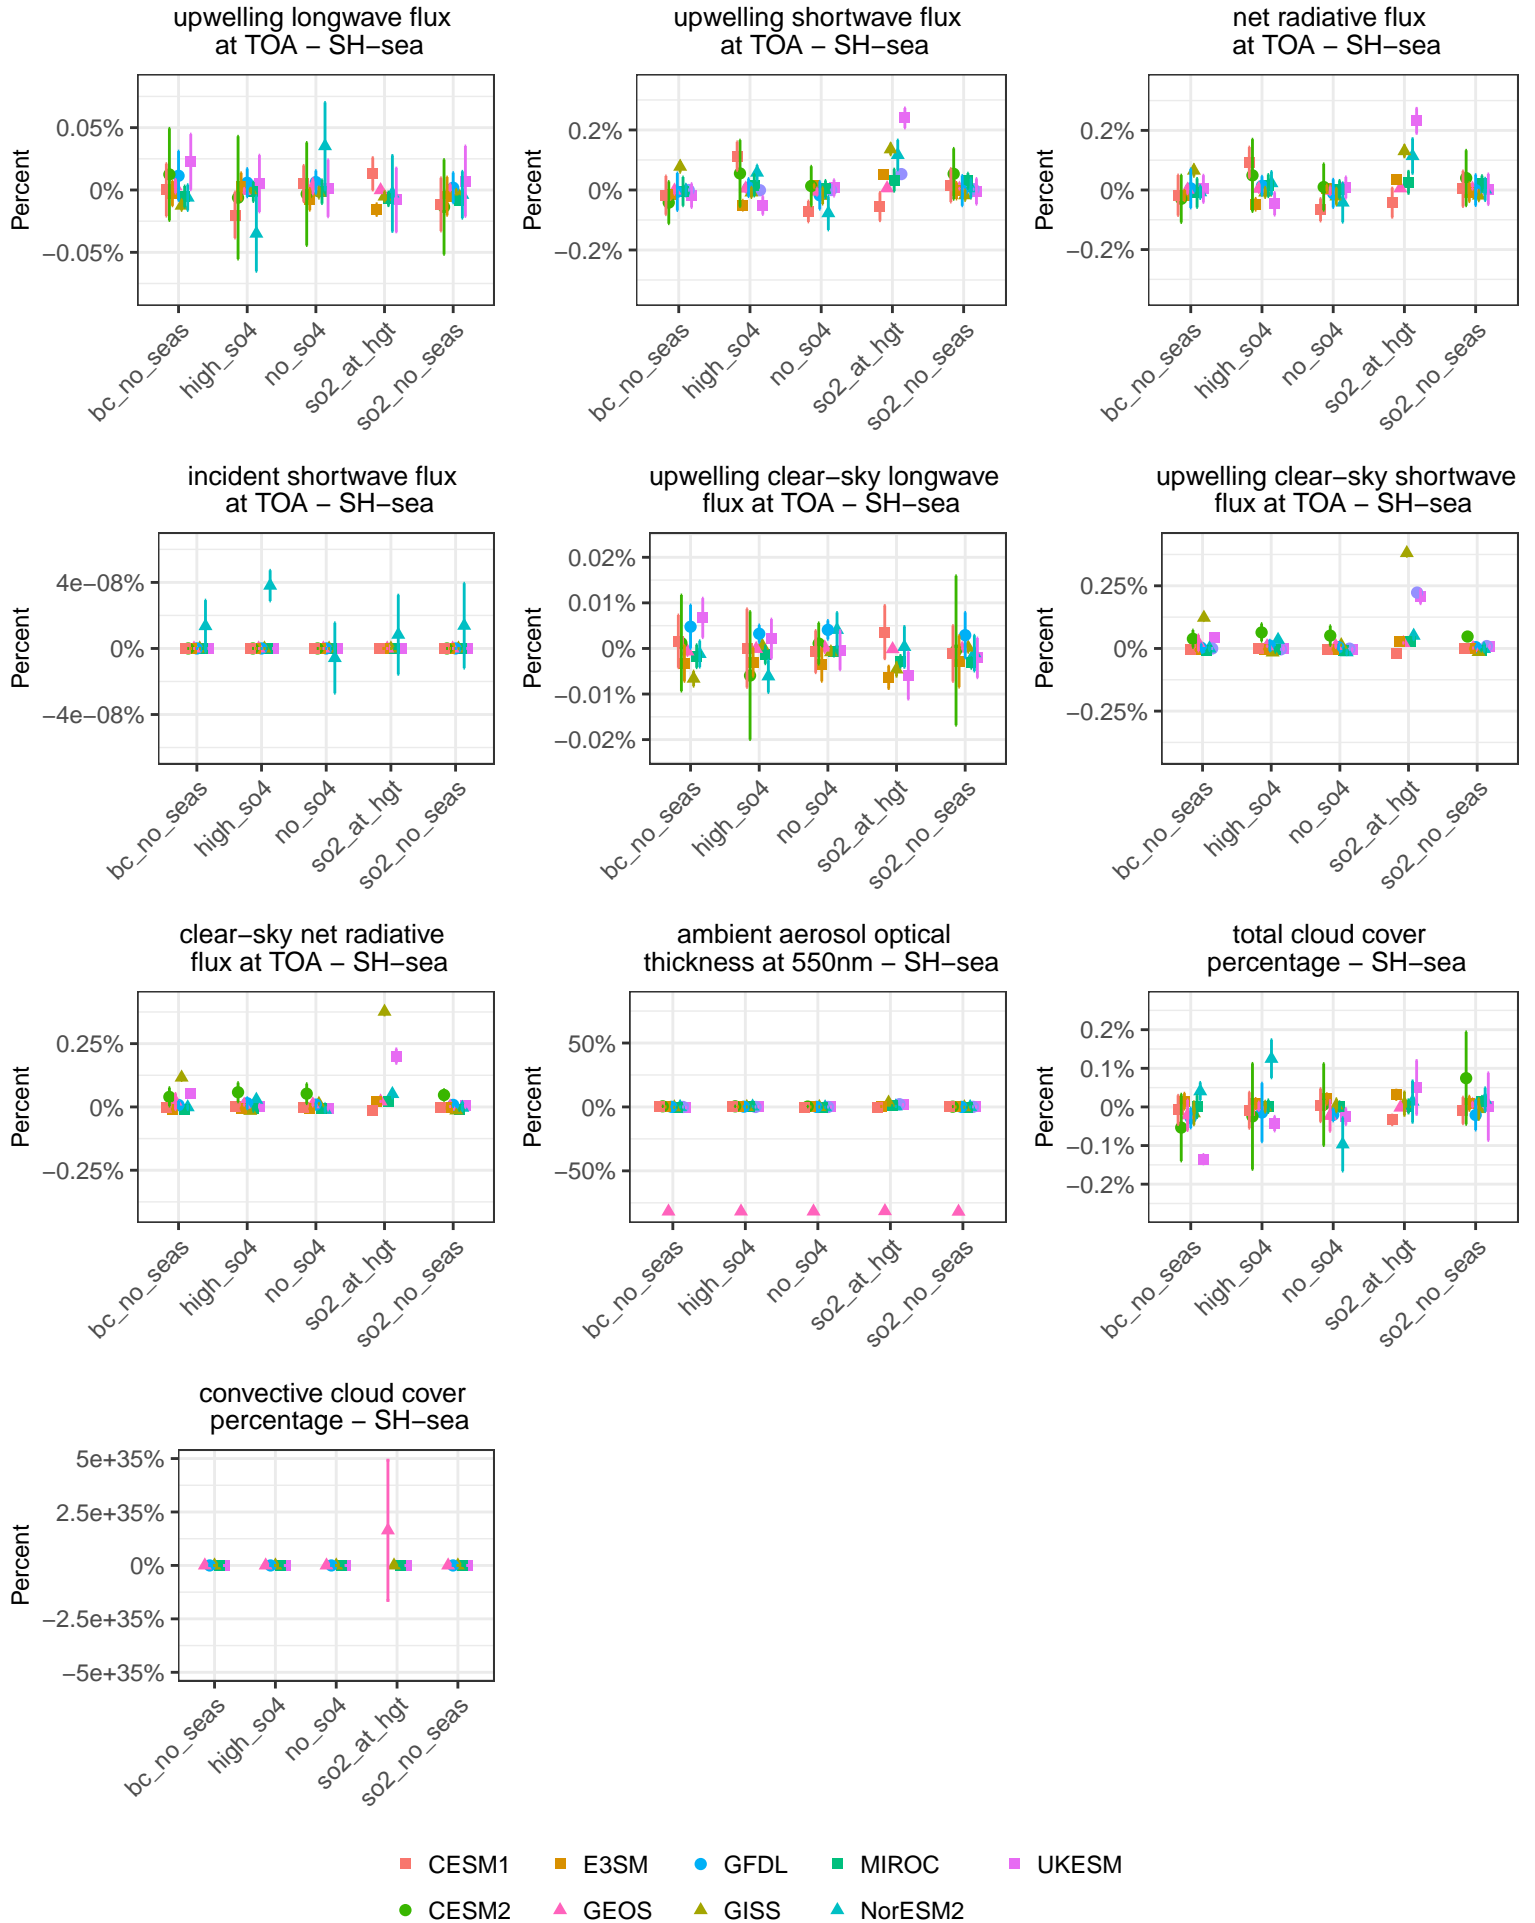 upwelling longwave flux
at TOA − SH−sea
Percent
0.05%
0%
−0.05%
bc_no_seas
high_so4
no_so4
so2_at_hgt
so2_no_seas
upwelling shortwave flux
at TOA − SH−sea
Percent
0.2%
0%
−0.2%
bc_no_seas
high_so4
no_so4
so2_at_hgt
so2_no_seas
net radiative flux
at TOA − SH−sea
Percent
0.2%
0%
−0.2%
bc_no_seas
high_so4
no_so4
so2_at_hgt
so2_no_seas
incident shortwave flux
at TOA − SH−sea
Percent
4e−08%
0%
−4e−08%
bc_no_seas
high_so4
no_so4
so2_at_hgt
so2_no_seas
upwelling clear−sky longwave
flux at TOA − SH−sea
Percent
0.02%
0.01%
0%
−0.01%
−0.02%
bc_no_seas
high_so4
no_so4
so2_at_hgt
so2_no_seas
upwelling clear−sky shortwave
flux at TOA − SH−sea
Percent
0.25%
0%
−0.25%
bc_no_seas
high_so4
no_so4
so2_at_hgt
so2_no_seas
clear−sky net radiative
flux at TOA − SH−sea
Percent
0.25%
0%
−0.25%
bc_no_seas
high_so4
no_so4
so2_at_hgt
so2_no_seas
ambient aerosol optical
thickness at 550nm − SH−sea
Percent
50%
0%
−50%
bc_no_seas
high_so4
no_so4
so2_at_hgt
so2_no_seas
total cloud cover
percentage − SH−sea
Percent
0.2%
0.1%
0%
−0.1%
−0.2%
bc_no_seas
high_so4
no_so4
so2_at_hgt
so2_no_seas
convective cloud cover
percentage − SH−sea
Percent
5e+35%
2.5e+35%
0%
−2.5e+35%
−5e+35%
bc_no_seas
high_so4
no_so4
so2_at_hgt
so2_no_seas
CESM1 E3SM GFDL MIROC UKESM
CESM2 GEOS GISS NorESM2